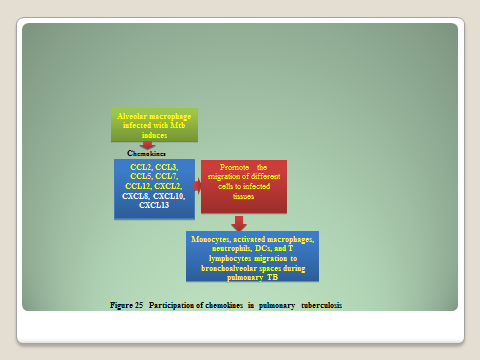 Alveolar macrophage
infected with Mtb
induces
Chemokines
CCL2, CCL3,
CCL5, CCL7,
CCL12, CXCL2,
CXCL8, CXCL10,
CXCL13
Promote the
migration of different
cells to infected
tissues
Monocytes, activated macrophages,
neutrophils, DCs, and T
lymphocytes migration to
bronchoalveolar spaces during
pulmonary TB
Figure 25 Participation of chemokines in pulmonary tuberculosis